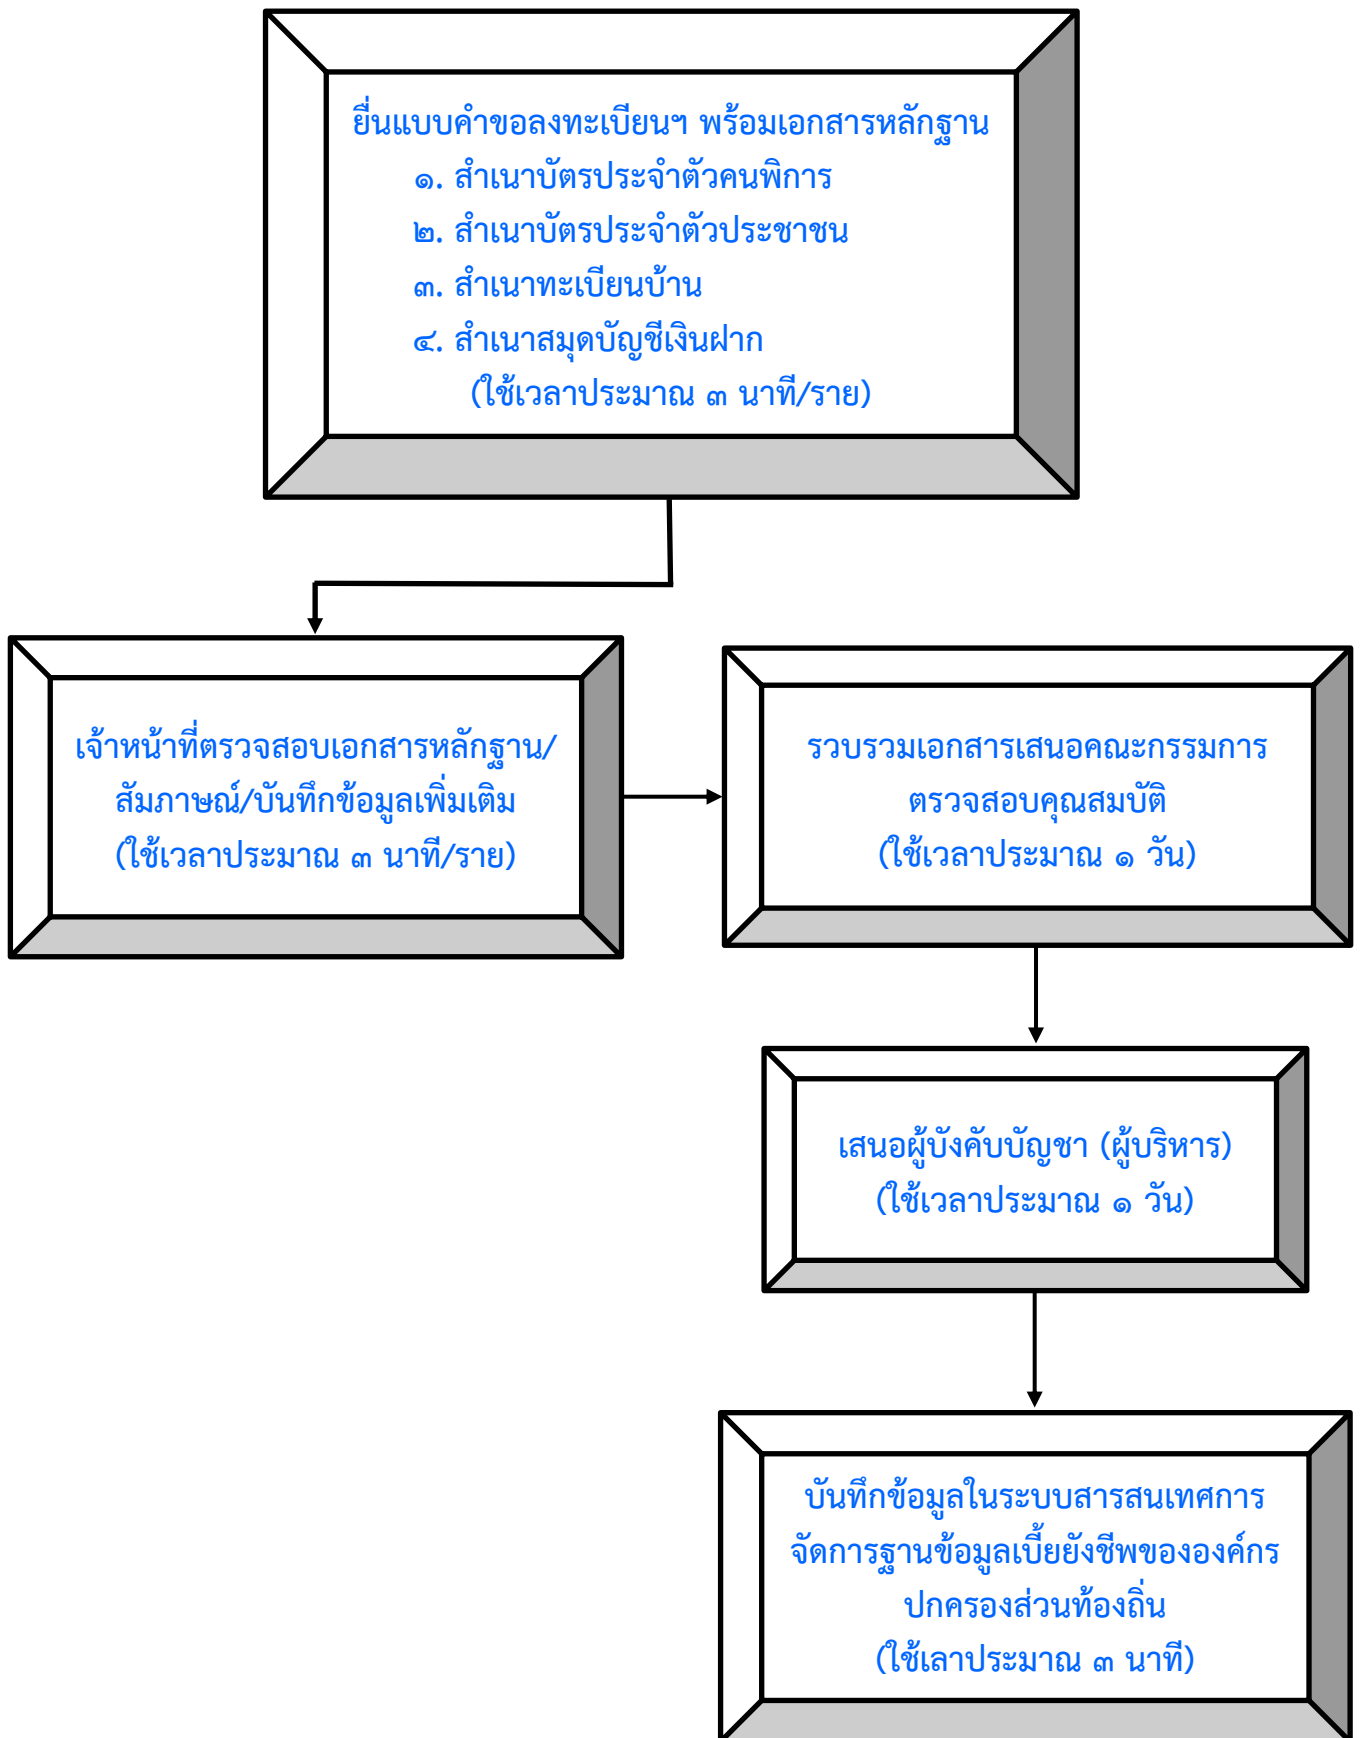 ยื่นแบบคำขอลงทะเบียนฯ พร้อมเอกสารหลักฐาน
๑. สำเนาบัตรประจำตัวคนพิการ
๒. สำเนาบัตรประจำตัวประชาชน
๓. สำเนาทะเบียนบ้าน
๔. สำเนาสมุดบัญชีเงินฝาก
(ใช้เวลาประมาณ ๓ นาที/ราย)
เจ้าหน้าที่ตรวจสอบเอกสารหลักฐาน/
สัมภาษณ์/บันทึกข้อมูลเพิ่มเติม
(ใช้เวลาประมาณ ๓ นาที/ราย)
รวบรวมเอกสารเสนอคณะกรรมการ
ตรวจสอบคุณสมบัติ
(ใช้เวลาประมาณ ๑ วัน)
เสนอผู้บังคับบัญชา (ผู้บริหาร)
(ใช้เวลาประมาณ ๑ วัน)
บันทึกข้อมูลในระบบสารสนเทศการ
จัดการฐานข้อมูลเบี้ยยังชีพขององค์กร
ปกครองส่วนท้องถิ่น
(ใช้เลาประมาณ ๓ นาที)